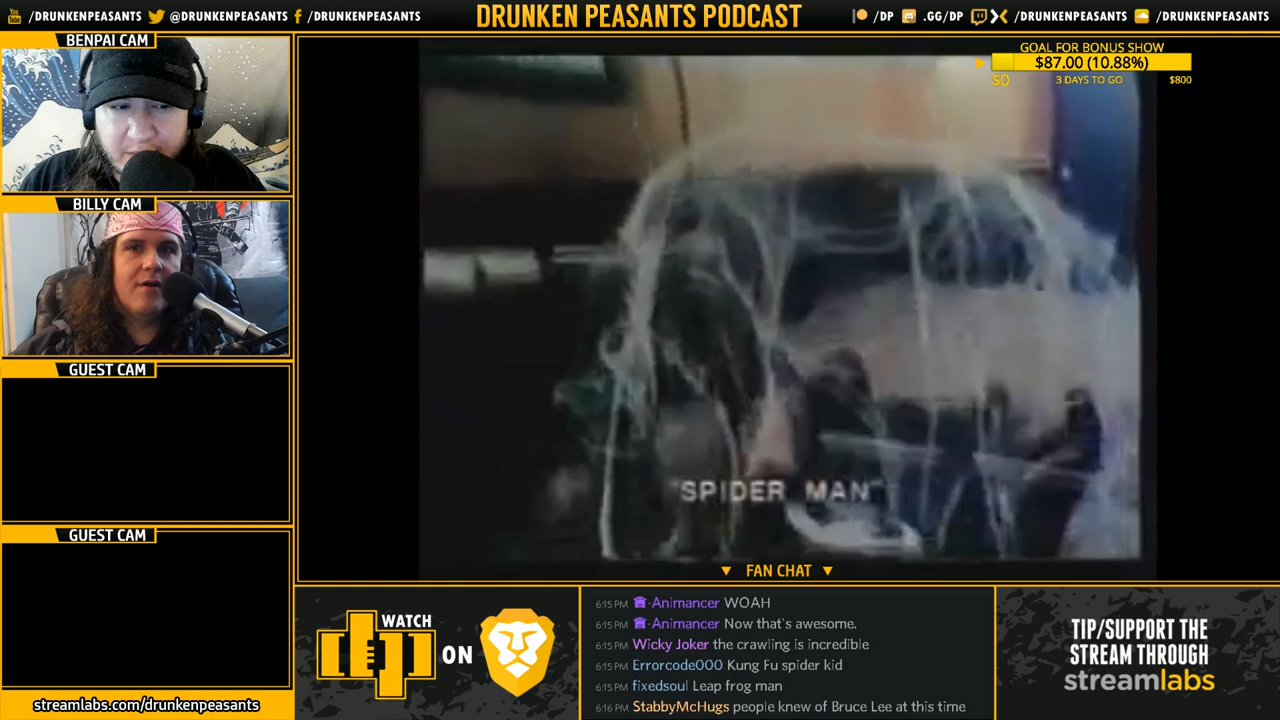 /DRUNKENPEASANTS @DRUNKENPEASANTS /DRUNKENPEASANTS
DRUNKEN PEASANTS PODCAST
/DP .GG/DP /DRUNKENPEASANTS /DRUNKENPEASANTS
BENPAI CAM
GOAL FOR BONUS SHOW
$87.00 (10.88%)
$0 3 DAYS TO GO $800
BILLY CAM
GUEST CAM
"SPIDER MAN"
GUEST CAM
▼ FAN CHAT ▼
WATCH
ON
6:15 PM Animancer WOAH
6:15 PM Animancer Now that's awesome.
6:15 PM Wicky Joker the crawling is incredible
6:15 PM Errorcode000 Kung Fu spider kid
6:15 PM fixedsoul Leap frog man
6:16 PM StabbyMcHugs people knew of Bruce Lee at this time
TIP/SUPPORT THE
STREAM THROUGH
streamlabs
streamlabs.com/drunkenpeasants